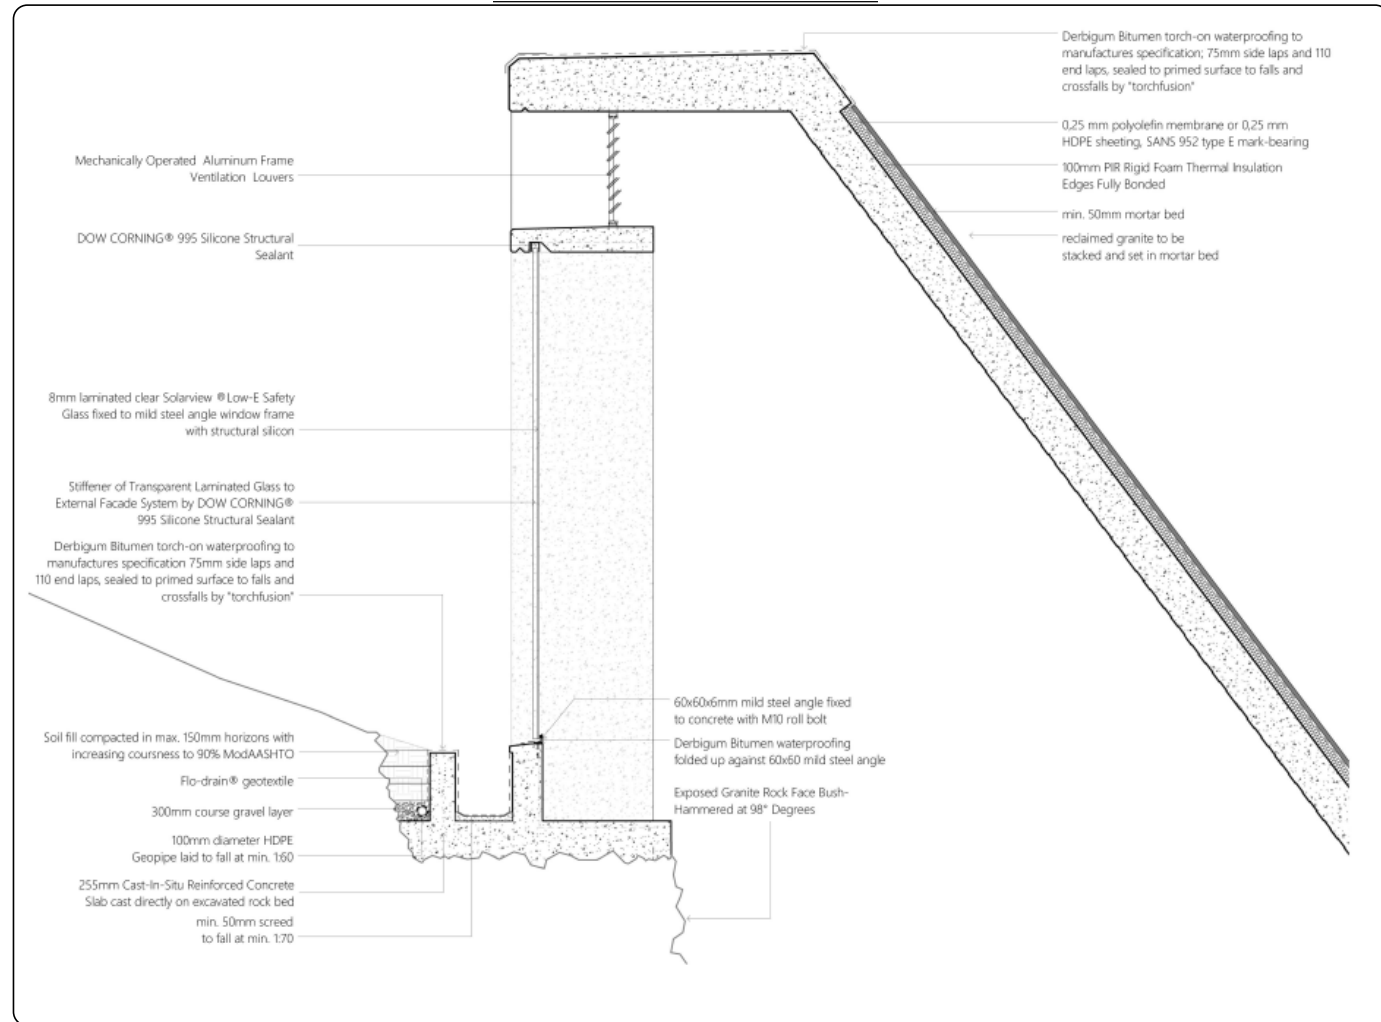 Mechanically Operated  Aluminum Frame
Ventilation  Louvers
DOW CORNING® 995 Silicone Structural
Sealant
8mm laminated clear Solarview ®Low-E Safety
Glass fixed to mild steel angle window frame
with structural silicon
Stiffener of Transparent Laminated Glass to
External Facade System by DOW CORNING®
995 Silicone Structural Sealant
Derbigum Bitumen torch-on waterproofing to
manufactures specification 75mm side laps and
110 end laps, sealed to primed surface to falls and
crossfalls by "torchfusion"
Soil fill compacted in max. 150mm horizons with
increasing coursness to 90% ModAASHTO
Flo-drain® geotextile
300mm course gravel layer
100mm diameter HDPE
Geopipe laid to fall at min. 1:60
255mm Cast-In-Situ Reinforced Concrete
Slab cast directly on excavated rock bed
min. 50mm screed
to fall at min. 1:70
Derbigum Bitumen torch-on waterproofing to
manufactures specification; 75mm side laps and 110
end laps, sealed to primed surface to falls and
crossfalls by "torchfusion"
0,25 mm polyolefin membrane or 0,25 mm
HDPE sheeting, SANS 952 type E mark-bearing
100mm PIR Rigid Foam Thermal Insulation
Edges Fully Bonded
min. 50mm mortar bed
reclaimed granite to be
stacked and set in mortar bed
60x60x6mm mild steel angle fixed
to concrete with M10 roll bolt
Derbigum Bitumen waterproofing
folded up against 60x60 mild steel angle
Exposed Granite Rock Face Bush-
Hammered at 98° Degrees